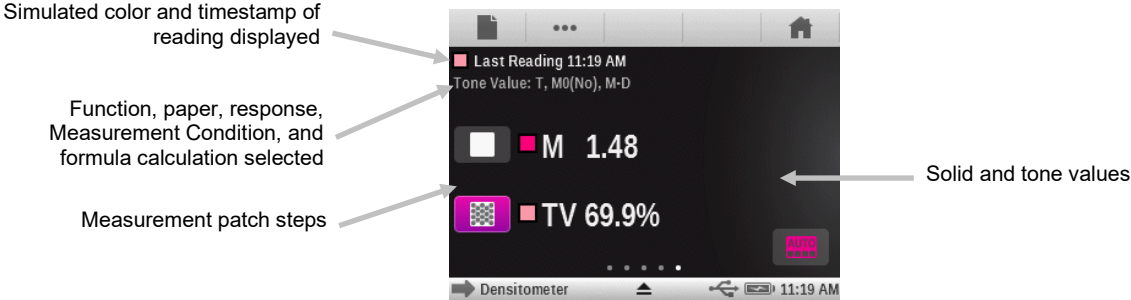 Simulated color and timestamp of
reading displayed
Function, paper, response,
Measurement Condition, and
formula calculation selected
Measurement patch steps
Last Reading 11:19 AM
Tone Value: T, M0(No), M-D
M 1.48
TV 69.9%
AUTO
Densitometer
11:19 AM
Solid and tone values